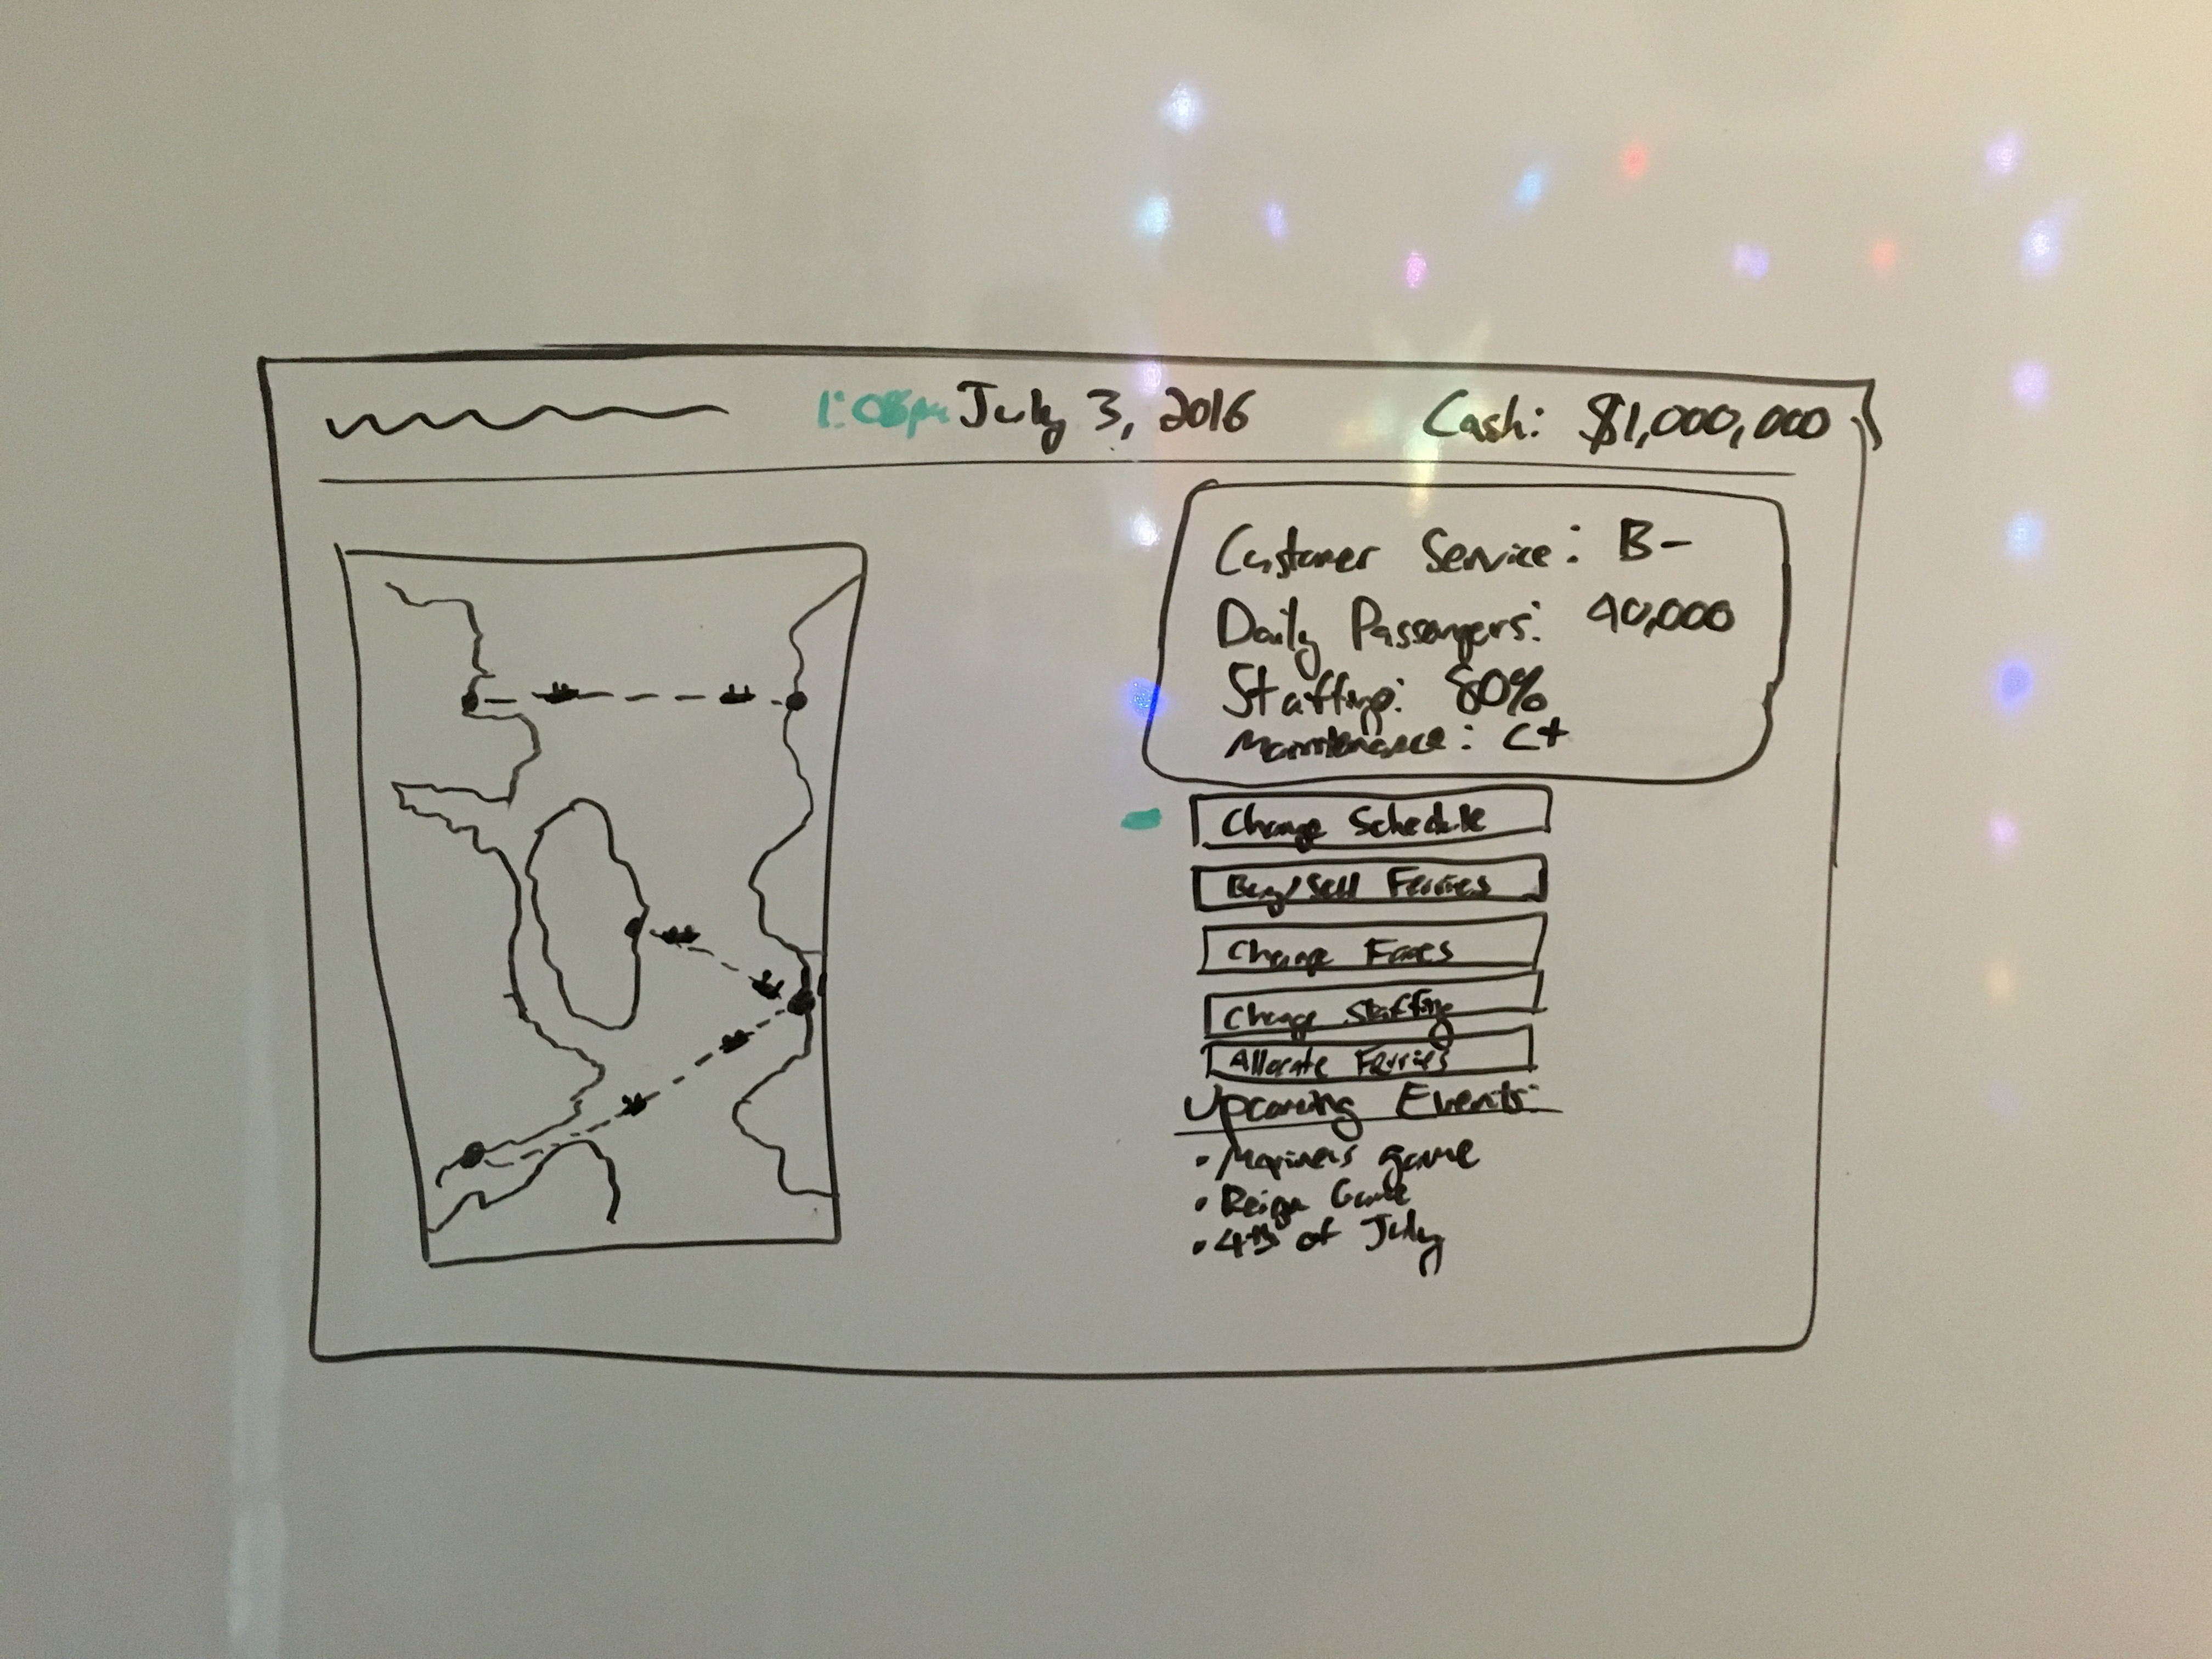 1:08pm July 3, 2016 Cash: $1,000,000
Customer Service: B-
Daily Passengers: 40,000
Staffing: 80%
Maintenance: C+
Change Schedule
Buy/Sell Ferries
Change Fares
Change Staffing
Allocate Ferries
Upcoming Events:
• Mariners game
• Reign Game
• 4th of July